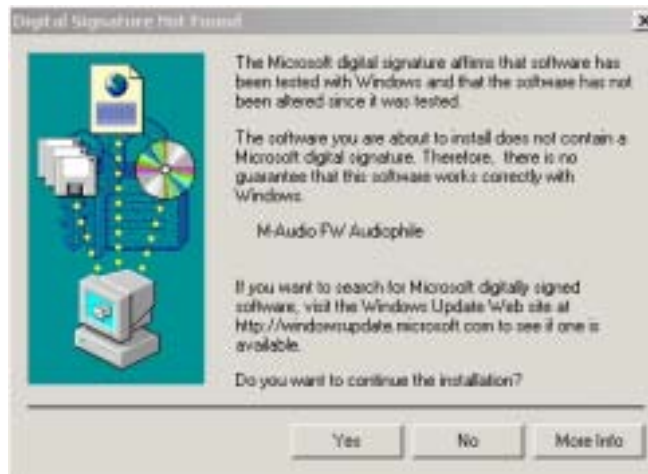 Digital Signature Not Found
The Microsoft digital signature affirms that software has
been tested with Windows and that the software has not
been altered since it was tested.
The software you are about to install does not contain a
Microsoft digital signature. Therefore, there is no
guarantee that this software works correctly with
Windows.
M-Audio FW Audiophile
If you want to search for Microsoft digitally signed
software, visit the Windows Update Web site at
http://windowsupdate.microsoft.com to see if one is
available.
Do you want to continue the installation?
Yes No More Info